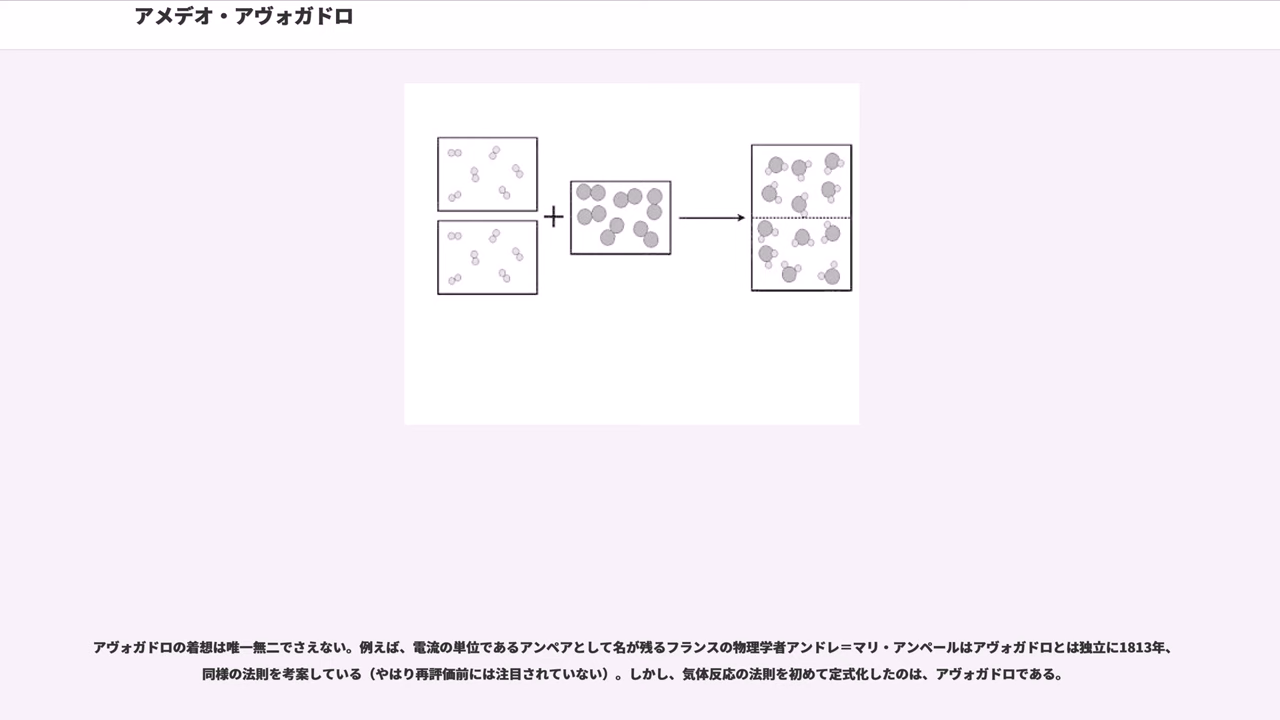 アメデオ・アヴォガドロ
アヴォガドロの着想は唯一無二でさえない。例えば、電流の単位であるアンペアとして名が残るフランスの物理学者アンドレ＝マリ・アンペールはアヴォガドロとは独立に1813年、
同様の法則を考案している（やはり再評価前には注目されていない）。しかし、気体反応の法則を初めて定式化したのは、アヴォガドロである。